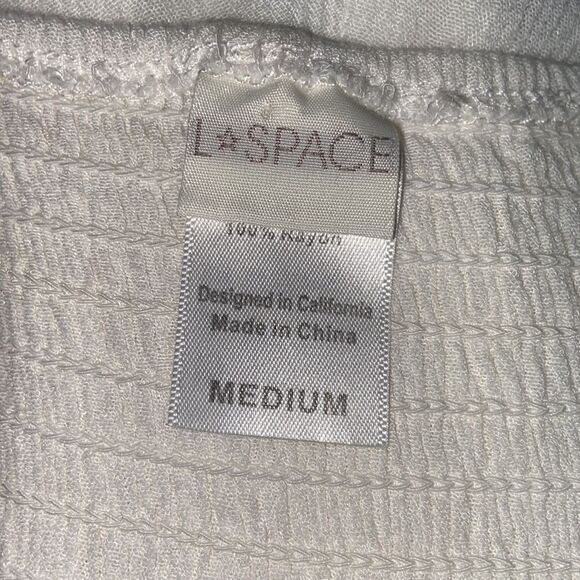 L★SPACE
100% Rayon
Designed in California
Made in China
MEDIUM